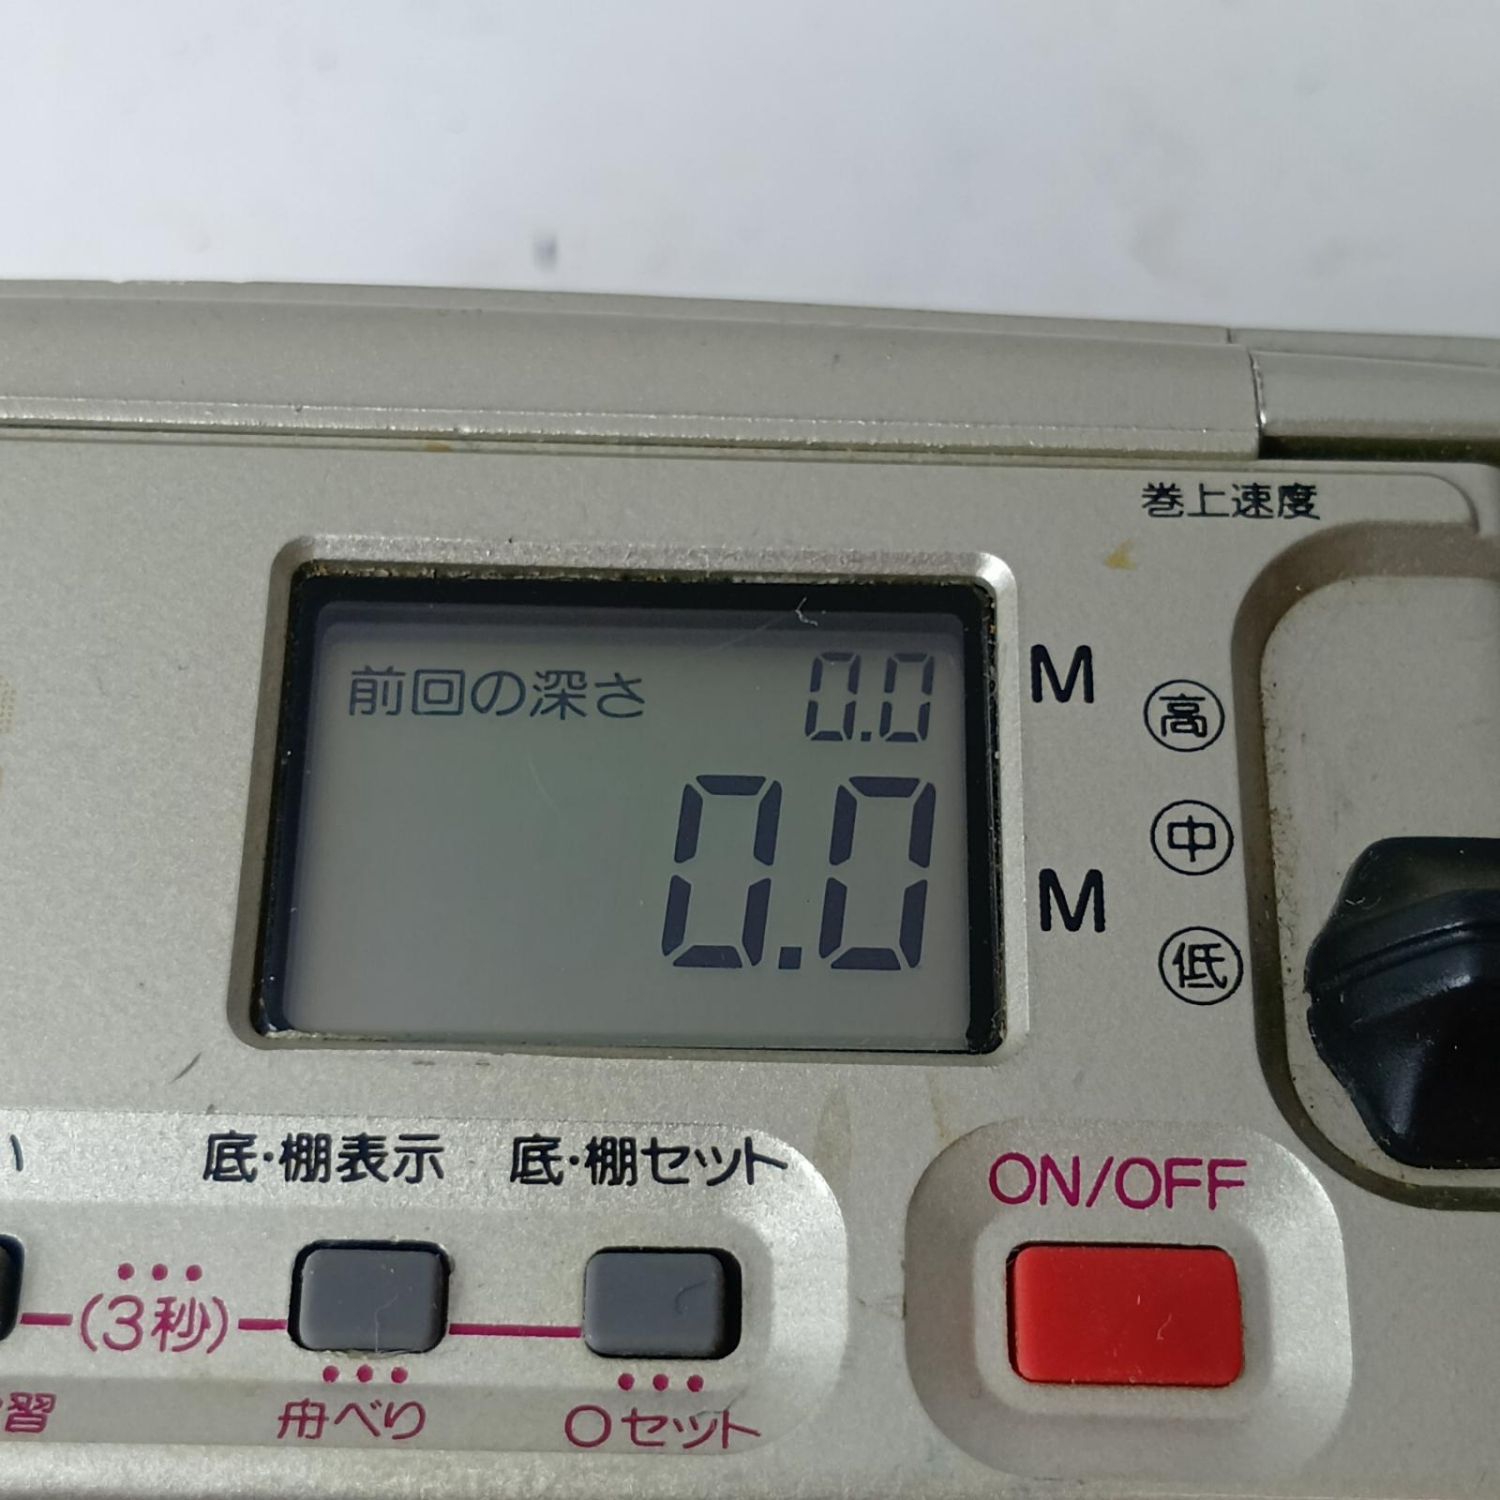 巻上速度
前回の深さ 0.0 M
高
中
0.0 M
低
底・棚表示 底・棚セット
ON/OFF
(3秒)
習 舟べり 0セット